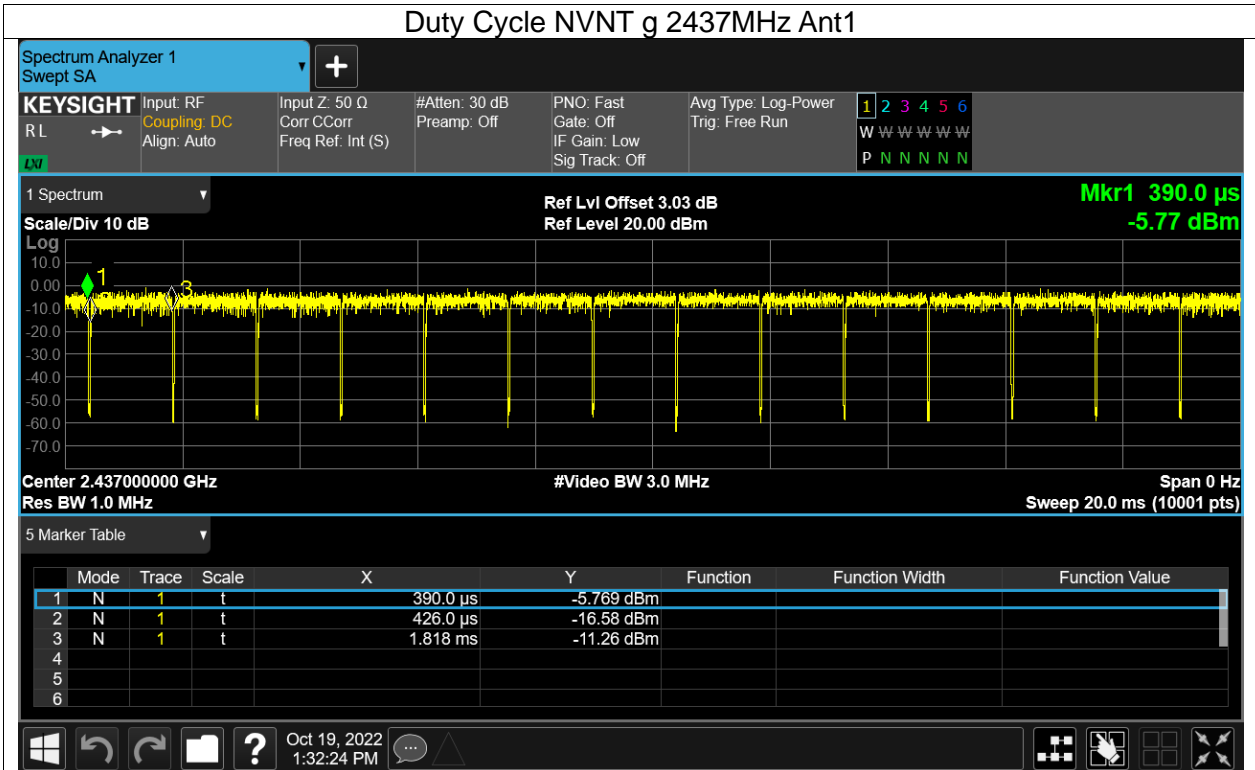 Duty Cycle NVNT g 2437MHz Ant1
Spectrum Analyzer 1
Swept SA
KEYSIGHT Input: RF Input Z: 50 Ω #Atten: 30 dB PNO: Fast Avg Type: Log-Power 1 2 3 4 5 6
RL Coupling: DC Corr CCorr Preamp: Off Gate: Off Trig: Free Run W W W W W W
Align: Auto Freq Ref: Int (S) IF Gain: Low
LXI Sig Track: Off P N N N N N
1 Spectrum Ref Lvl Offset 3.03 dB Mkr1 390.0 µs
Scale/Div 10 dB Ref Level 20.00 dBm -5.77 dBm
Log
10.0
0.00
-10.0
-20.0
-30.0
-40.0
-50.0
-60.0
-70.0
1
3
Center 2.437000000 GHz #Video BW 3.0 MHz Span 0 Hz
Res BW 1.0 MHz Sweep 20.0 ms (10001 pts)
5 Marker Table
Mode Trace Scale X Y Function Function Width Function Value
1 N 1 t 390.0 µs -5.769 dBm
2 N 1 t 426.0 µs -16.58 dBm
3 N 1 t 1.818 ms -11.26 dBm
4
5
6
? Oct 19, 2022
1:32:24 PM